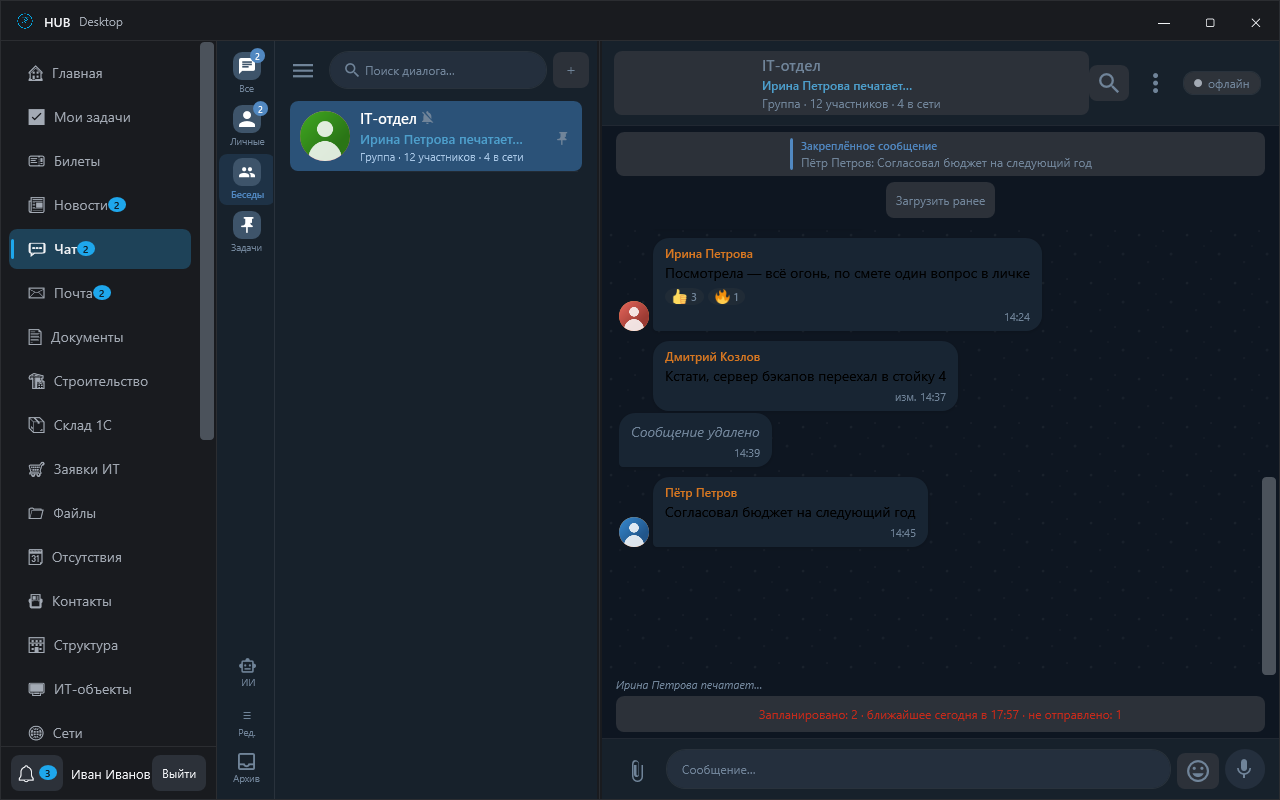 HUB Desktop
Главная
Мои задачи
Билеты
Новости 2
Чат 2
Почта 2
Документы
Строительство
Склад 1С
Заявки ИТ
Файлы
31 Отсутствия
Контакты
Структура
ИТ-объекты
Сети
3 Иван Иванов Выйти
2
Все
2
Личные
Беседы
Задачи
ИИ
Ред.
Архив
Поиск диалога... +
IT-отдел
Ирина Петрова печатает...
Группа · 12 участников · 4 в сети
IT-отдел
Ирина Петрова печатает...
Группа · 12 участников · 4 в сети
офлайн
Закреплённое сообщение
Пётр Петров: Согласовал бюджет на следующий год
Загрузить ранее
Ирина Петрова
Посмотрела — всё огонь, по смете один вопрос в личке
👍 3 🔥 1
14:24
Дмитрий Козлов
Кстати, сервер бэкапов переехал в стойку 4
изм. 14:37
Сообщение удалено
14:39
Пётр Петров
Согласовал бюджет на следующий год
14:45
Ирина Петрова печатает...
Запланировано: 2 · ближайшее сегодня в 17:57 · не отправлено: 1
Сообщение...